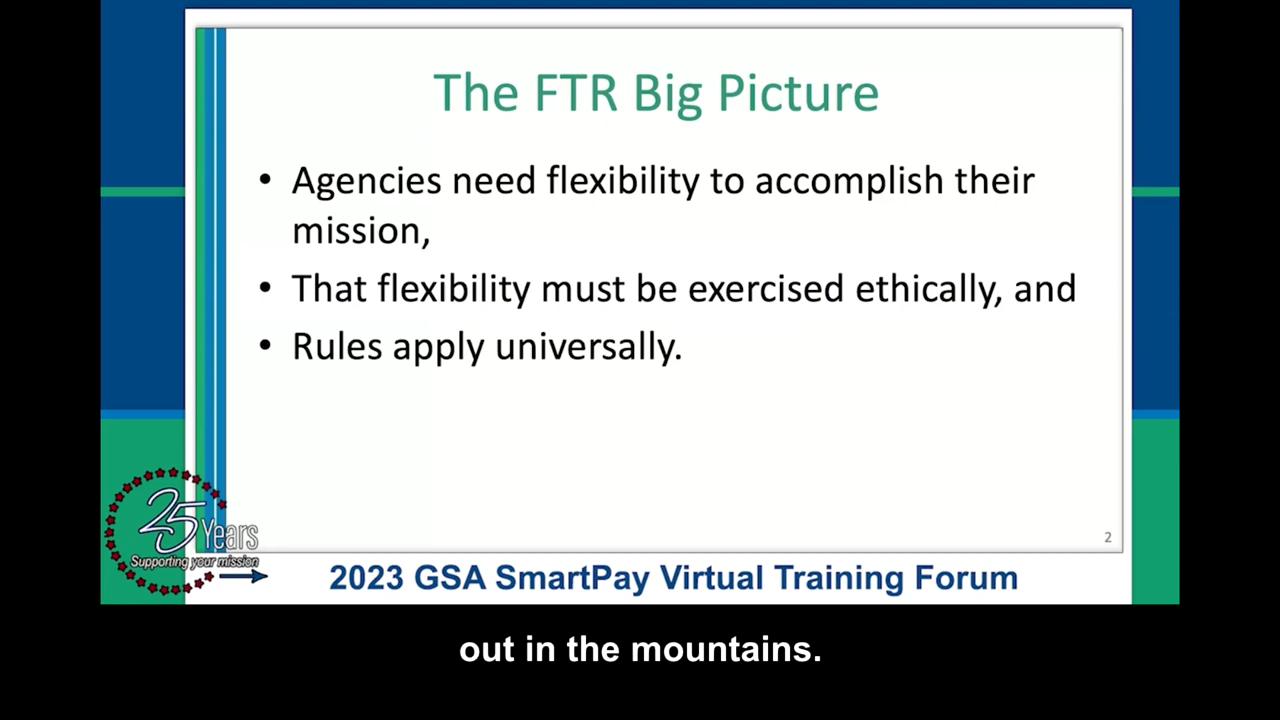 The FTR Big Picture
• Agencies need flexibility to accomplish their
mission,
• That flexibility must be exercised ethically, and
• Rules apply universally.
2
25 Years
Supporting your mission
2023 GSA SmartPay Virtual Training Forum
out in the mountains.